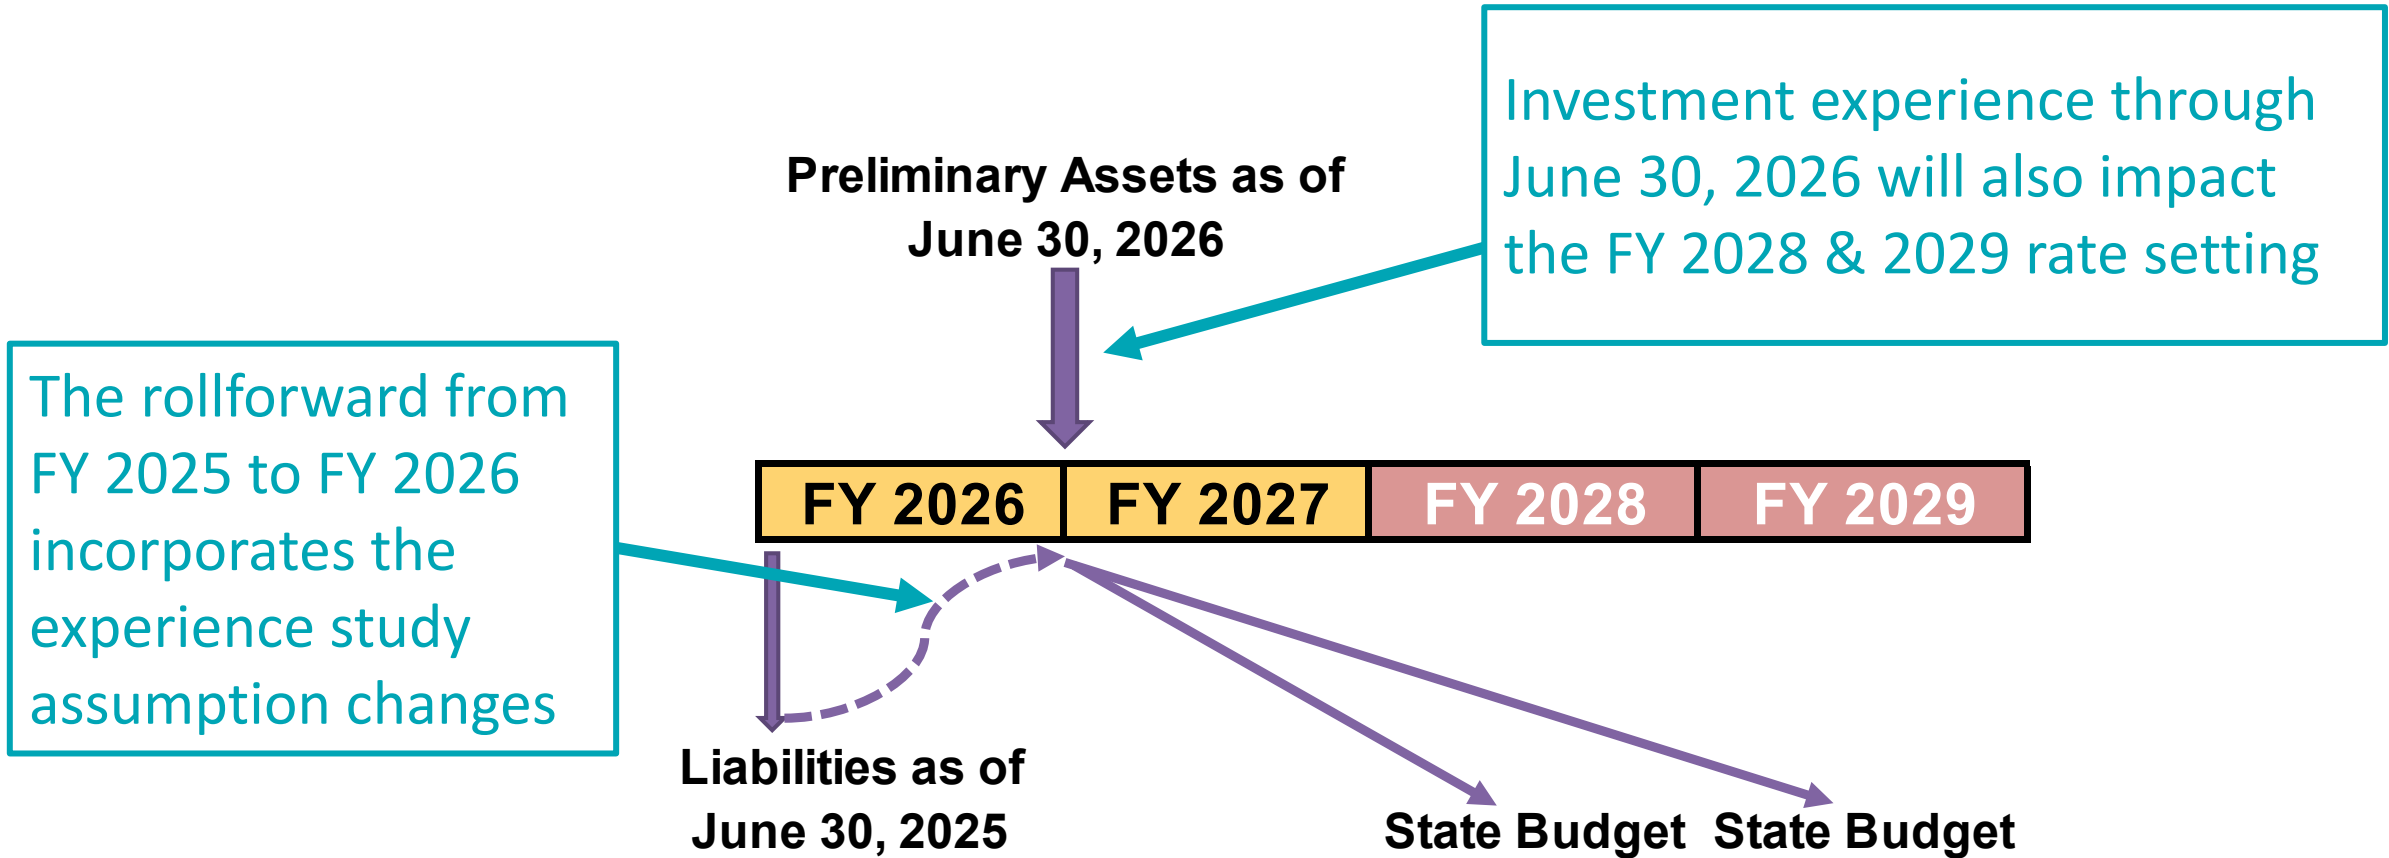 Investment experience through
June 30, 2026 will also impact
the FY 2028 & 2029 rate setting
Preliminary Assets as of
June 30, 2026
The rollforward from
FY 2025 to FY 2026
incorporates the
experience study
assumption changes
FY 2026 FY 2027 FY 2028 FY 2029
Liabilities as of
June 30, 2025
State Budget State Budget